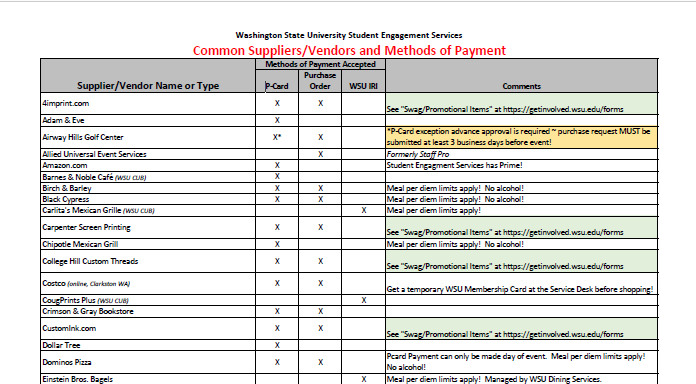 Washington State University Student Engagement Services
Common Suppliers/Vendors and Methods of Payment
Methods of Payment Accepted
Supplier/Vendor Name or Type P-Card Purchase Order WSU IRI Comments
4imprint.com X X See "Swag/Promotional Items" at https://getinvolved.wsu.edu/forms
Adam & Eve X
Airway Hills Golf Center X* X *P-Card exception advance approval is required ~ purchase request MUST be
submitted at least 3 business days before event!
Allied Universal Event Services X Formerly Staff Pro
Amazon.com X Student Engagment Services has Prime!
Barnes & Noble Café (WSU CUB) X
Birch & Barley X X Meal per diem limits apply! No alcohol!
Black Cypress X X Meal per diem limits apply! No alcohol!
Carlita's Mexican Grille (WSU CUB) X Meal per diem limits apply!
Carpenter Screen Printing X X See "Swag/Promotional Items" at https://getinvolved.wsu.edu/forms
Chipotle Mexican Grill X Meal per diem limits apply! No alcohol!
College Hill Custom Threads X X See "Swag/Promotional Items" at https://getinvolved.wsu.edu/forms
Costco (online, Clarkston WA) X X Get a temporary WSU Membership Card at the Service Desk before shopping!
CougPrints Plus (WSU CUB) X
Crimson & Gray Bookstore X X
CustomInk.com X X See "Swag/Promotional Items" at https://getinvolved.wsu.edu/forms
Dollar Tree X
Dominos Pizza X X Pcard Payment can only be made day of event. Meal per diem limits apply!
No alcohol!
Einstein Bros. Bagels X Meal per diem limits apply! Managed by WSU Dining Services.